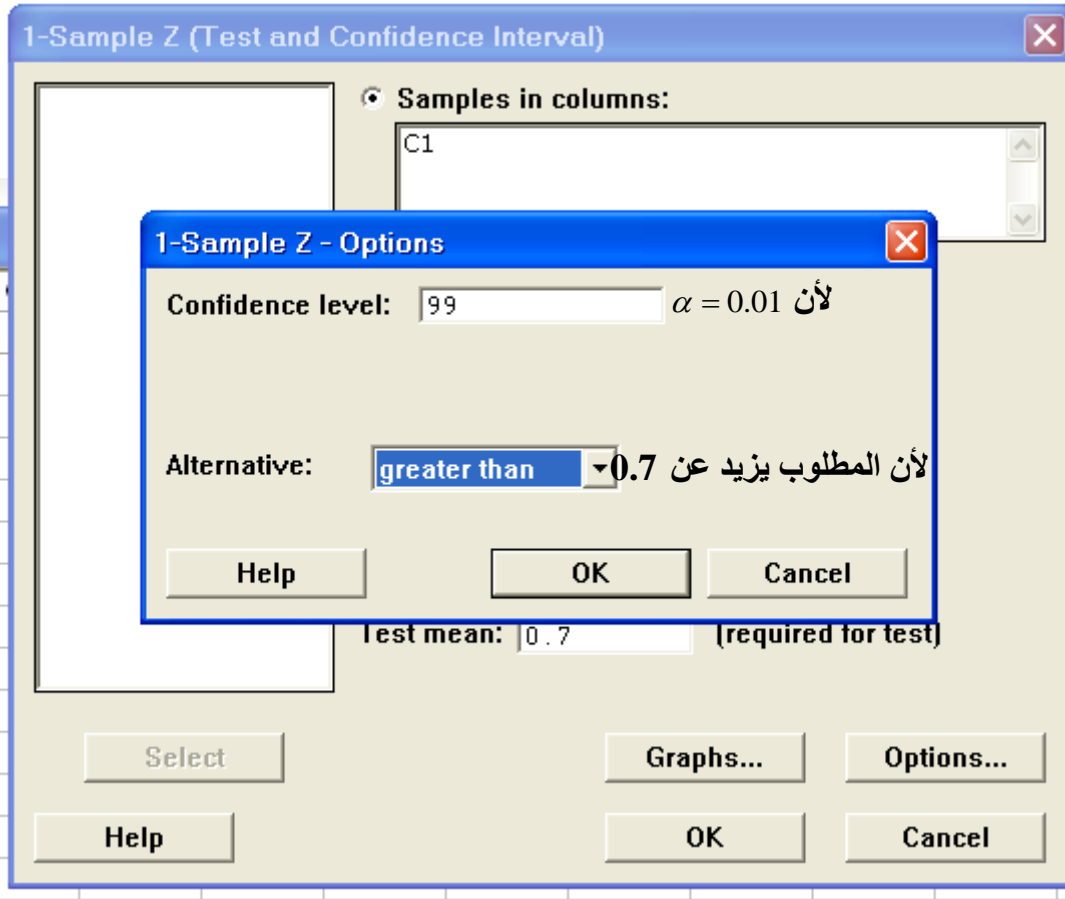 1-Sample Z (Test and Confidence Interval)
Samples in columns:
C1
1-Sample Z - Options
Confidence level: 99 لأن α = 0.01
Alternative: greater than لأن المطلوب يزيد عن 0.7
Help OK Cancel
Test mean: 0.7 (required for test)
Select Graphs... Options...
Help OK Cancel